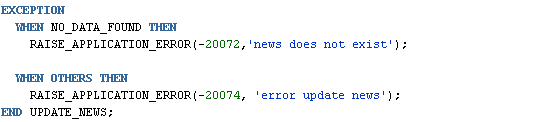 EXCEPTION
WHEN NO_DATA_FOUND THEN
RAISE_APPLICATION_ERROR(-20072,'news does not exist');
WHEN OTHERS THEN
RAISE_APPLICATION_ERROR(-20074, 'error update news');
END UPDATE_NEWS;